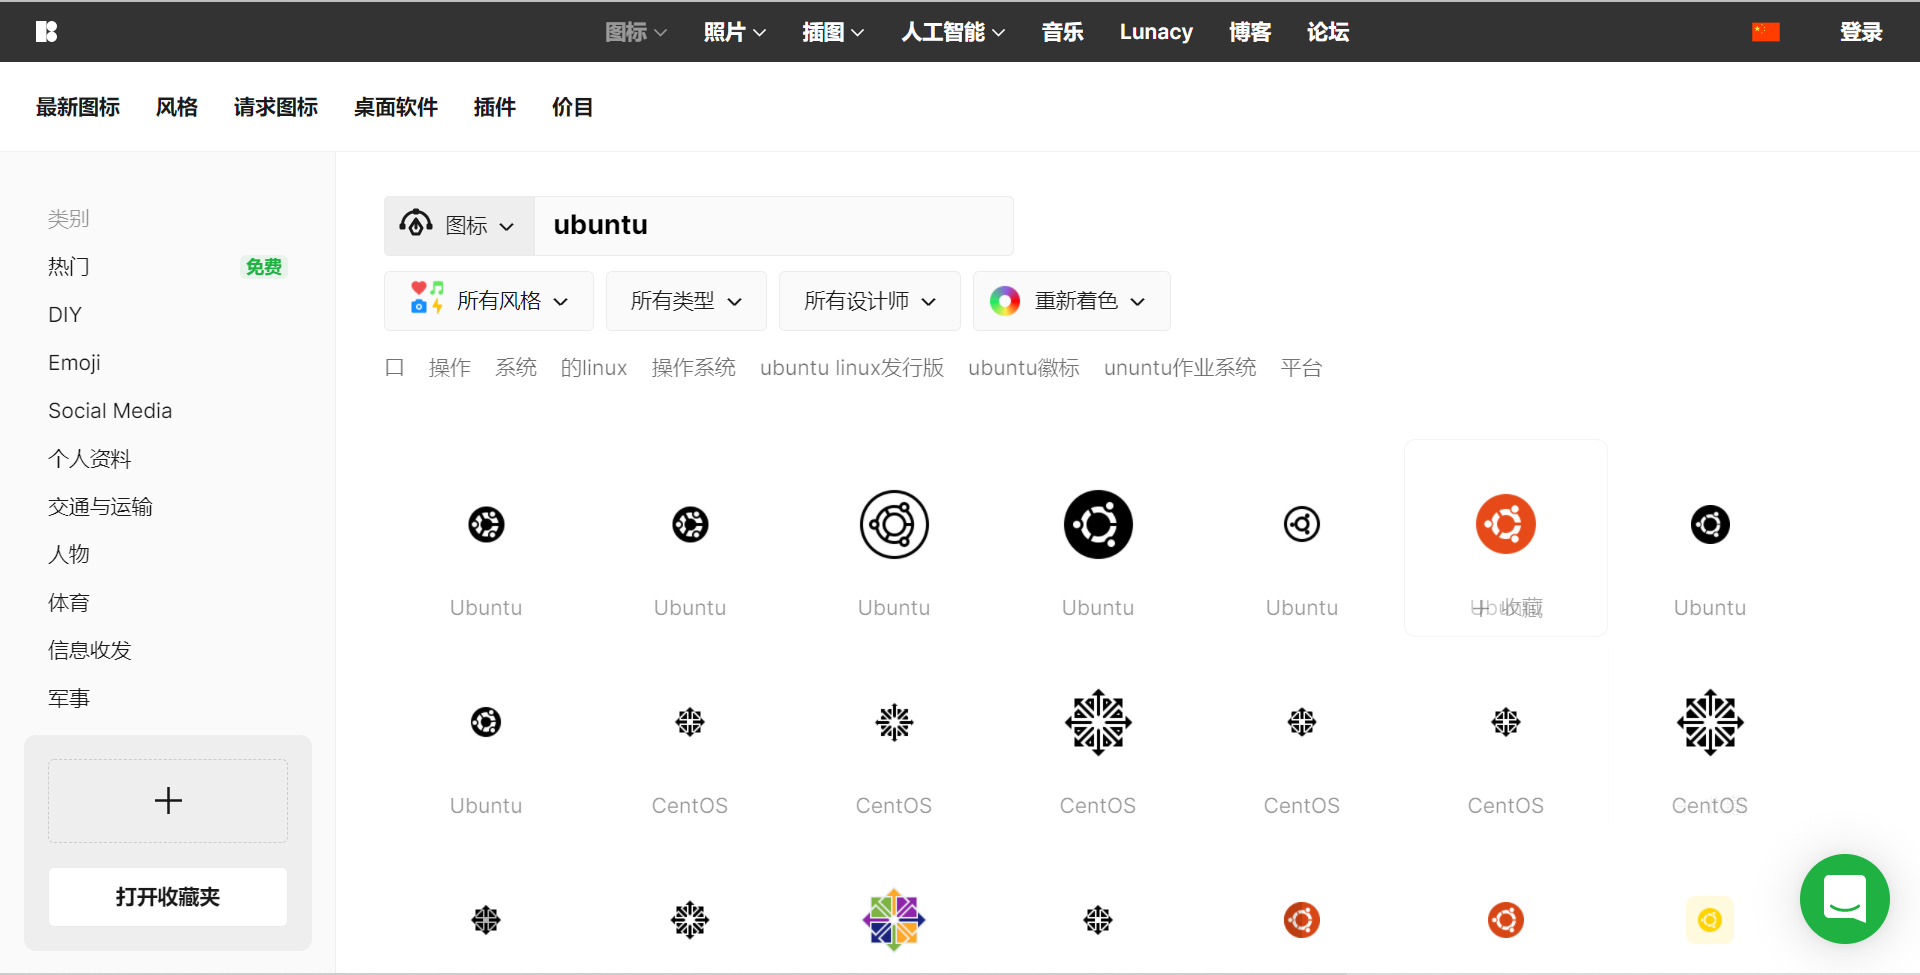 图标 照片 插图 人工智能 音乐 Lunacy 博客 论坛 登录
最新图标 风格 请求图标 桌面软件 插件 价目
类别
热门 免费
DIY
Emoji
Social Media
个人资料
交通与运输
人物
体育
信息收发
军事
打开收藏夹
图标 ubuntu
所有风格 所有类型 所有设计师 重新着色
口 操作 系统 的linux 操作系统 ubuntu linux发行版 ubuntu徽标 ununtu作业系统 平台
Ubuntu Ubuntu Ubuntu Ubuntu Ubuntu Ubuntu + 收藏 Ubuntu
Ubuntu CentOS CentOS CentOS CentOS CentOS CentOS